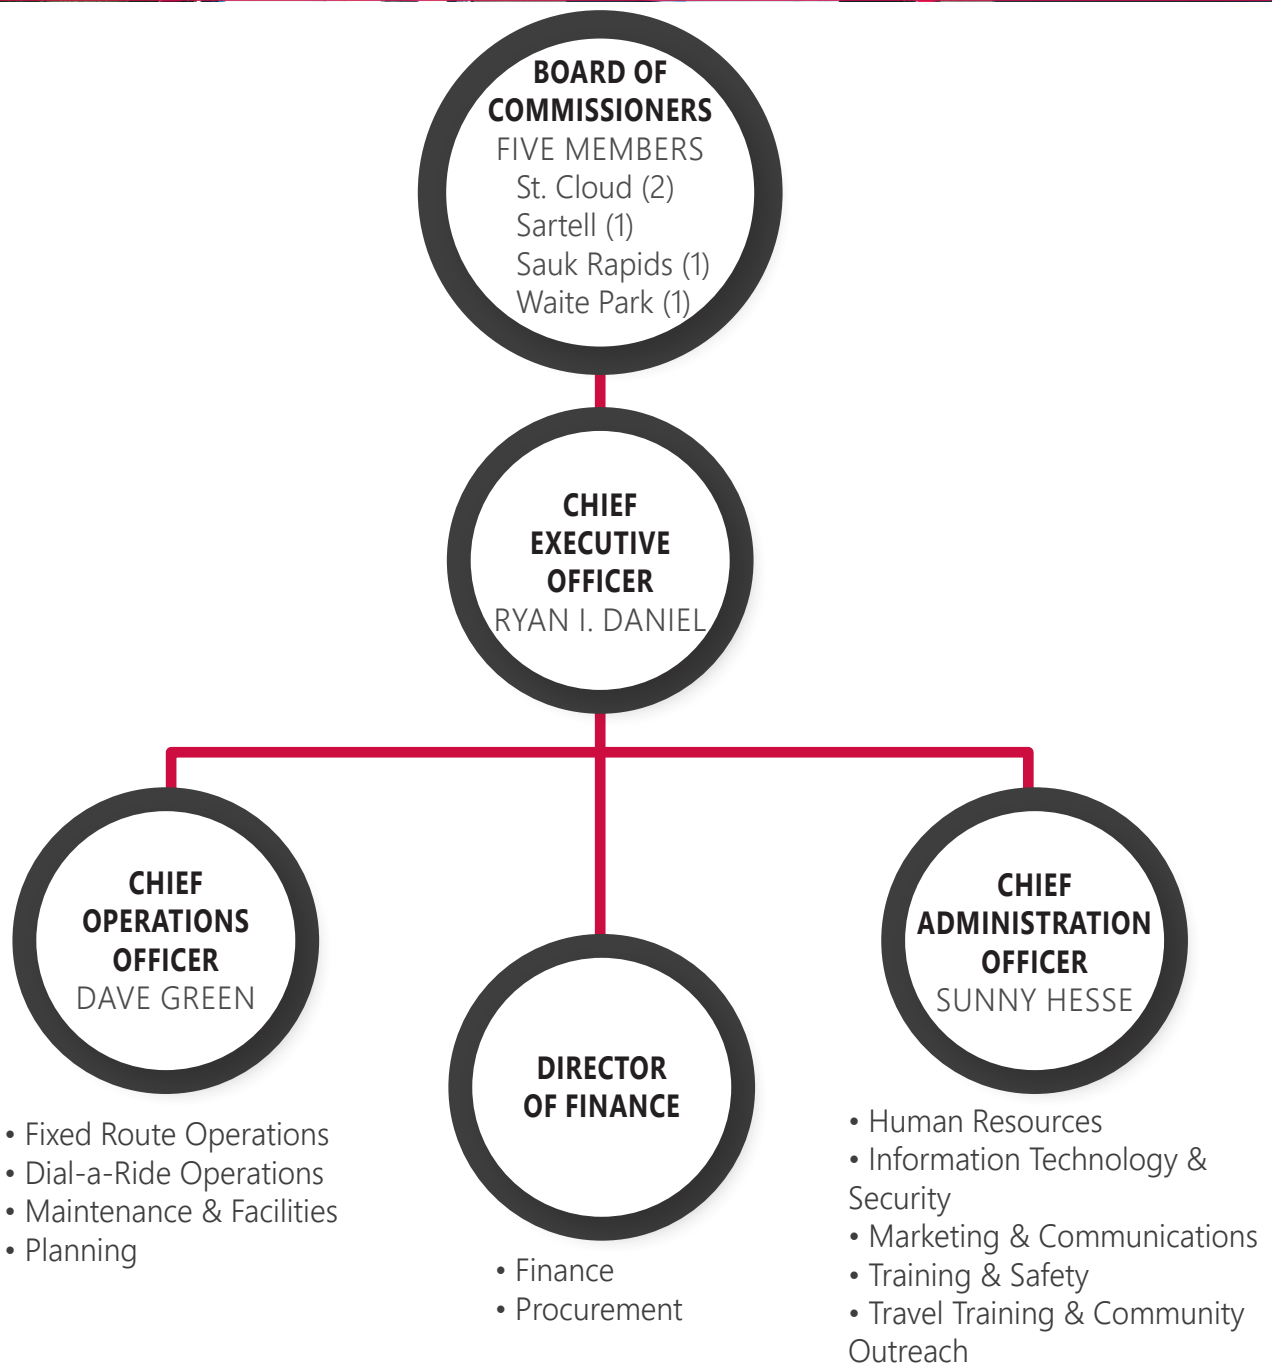 BOARD OF
COMMISSIONERS
FIVE MEMBERS
St. Cloud (2)
Sartell (1)
Sauk Rapids (1)
Waite Park (1)
CHIEF
EXECUTIVE
OFFICER
RYAN I. DANIEL
CHIEF
OPERATIONS
OFFICER
DAVE GREEN
• Fixed Route Operations
• Dial-a-Ride Operations
• Maintenance & Facilities
• Planning
DIRECTOR
OF FINANCE
• Finance
• Procurement
CHIEF
ADMINISTRATION
OFFICER
SUNNY HESSE
• Human Resources
• Information Technology &
Security
• Marketing & Communications
• Training & Safety
• Travel Training & Community
Outreach